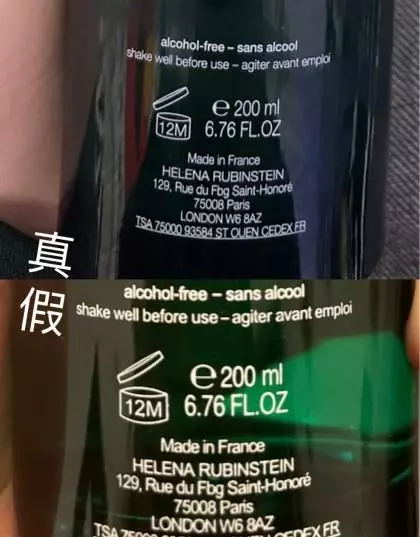 alcohol-free – sans alcool
shake well before use – agiter avant emploi
12M
e 200 ml
6.76 FL.OZ
Made in France
HELENA RUBINSTEIN
129, Rue du Fbg Saint-Honoré
75008 Paris
LONDON W6 8AZ
TSA 75000 93584 ST OUEN CEDEX FR
真
假
alcohol-free – sans alcool
shake well before use – agiter avant emploi
12M
e 200 ml
6.76 FL.OZ
Made in France
HELENA RUBINSTEIN
129, Rue du Fbg Saint-Honoré
75008 Paris
LONDON W6 8AZ
TSA CEDEX FR